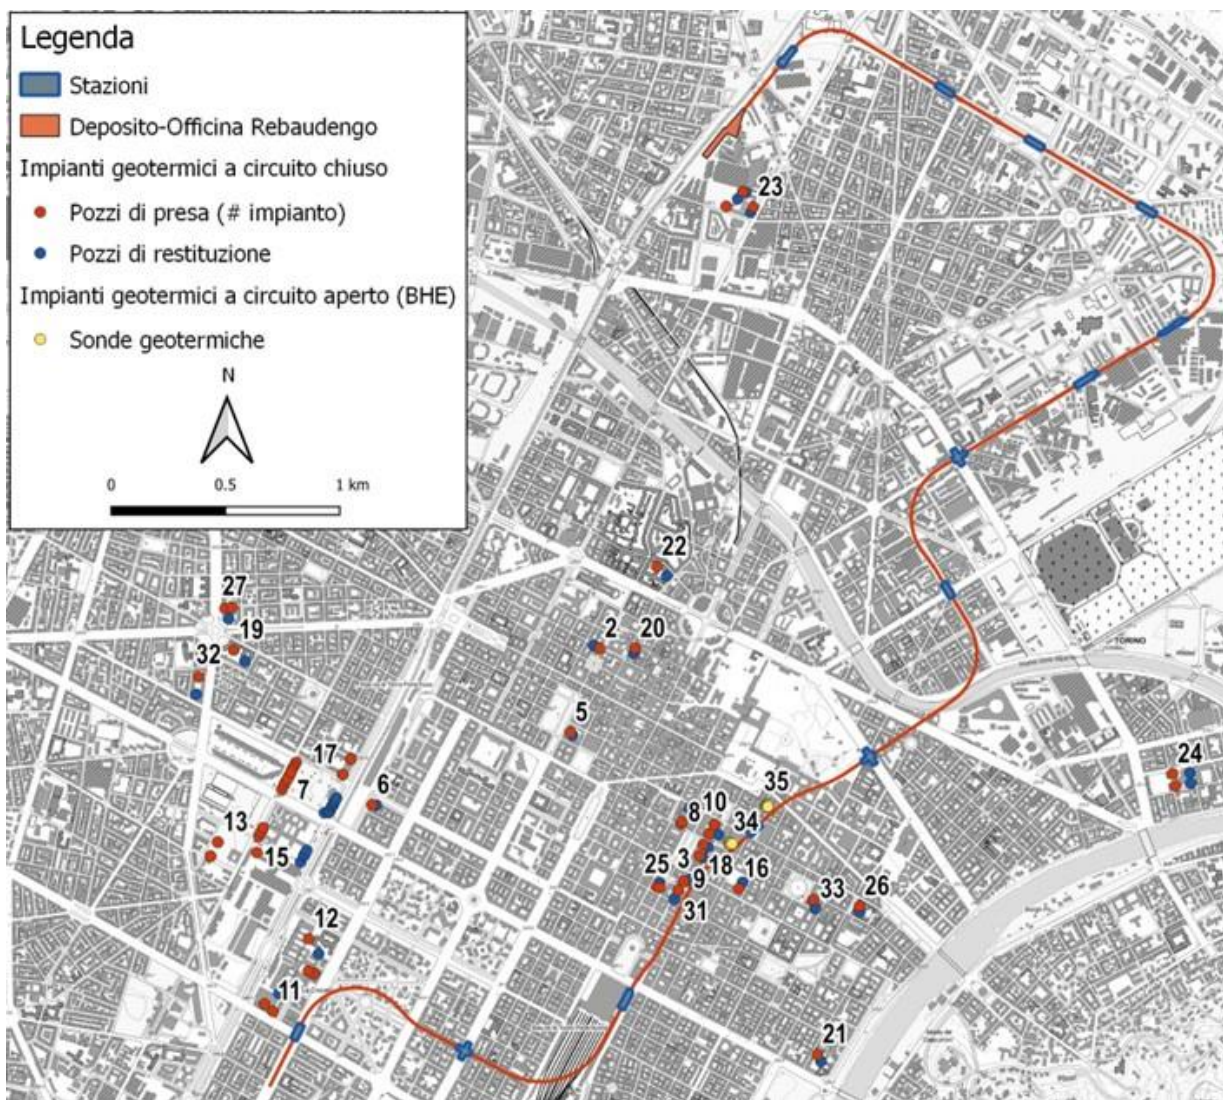 Legenda
Stazioni
Deposito-Officina Rebaudengo
Impianti geotermici a circuito chiuso
Pozzi di presa (# impianto)
Pozzi di restituzione
Impianti geotermici a circuito aperto (BHE)
Sonde geotermiche
N
0 0.5 1 km
23
22
27
19
2 20
32
TORINO
5
17
7
6
24
35
8 10
34
13
15
3 18 16
25 9
31
33 26
12
11
21